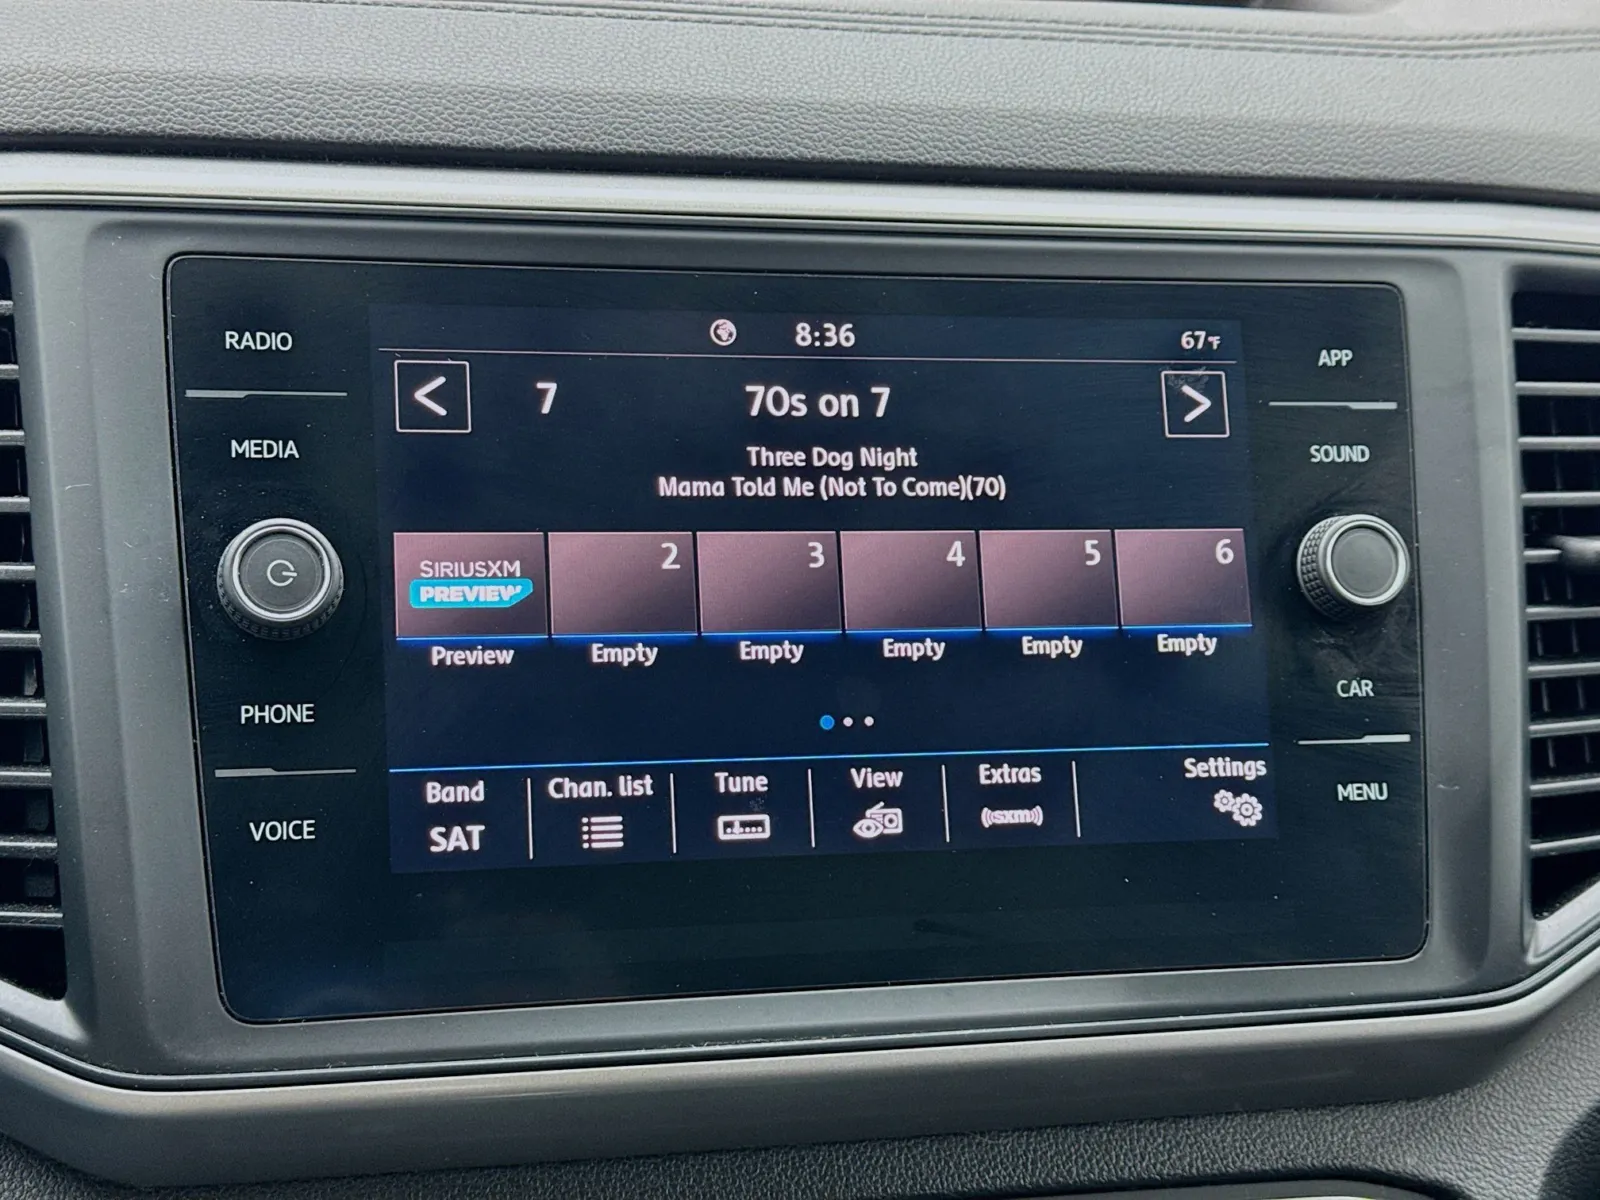 RADIO
MEDIA
PHONE
VOICE
8:36
67°F
<
7
70s on 7
>
Three Dog Night
Mama Told Me (Not To Come)(70)
SIRIUSXM
PREVIEW
2
3
4
5
6
Preview
Empty
Empty
Empty
Empty
Empty
Band
SAT
Chan. list
Tune
View
Extras
((sxm))
Settings
APP
SOUND
CAR
MENU